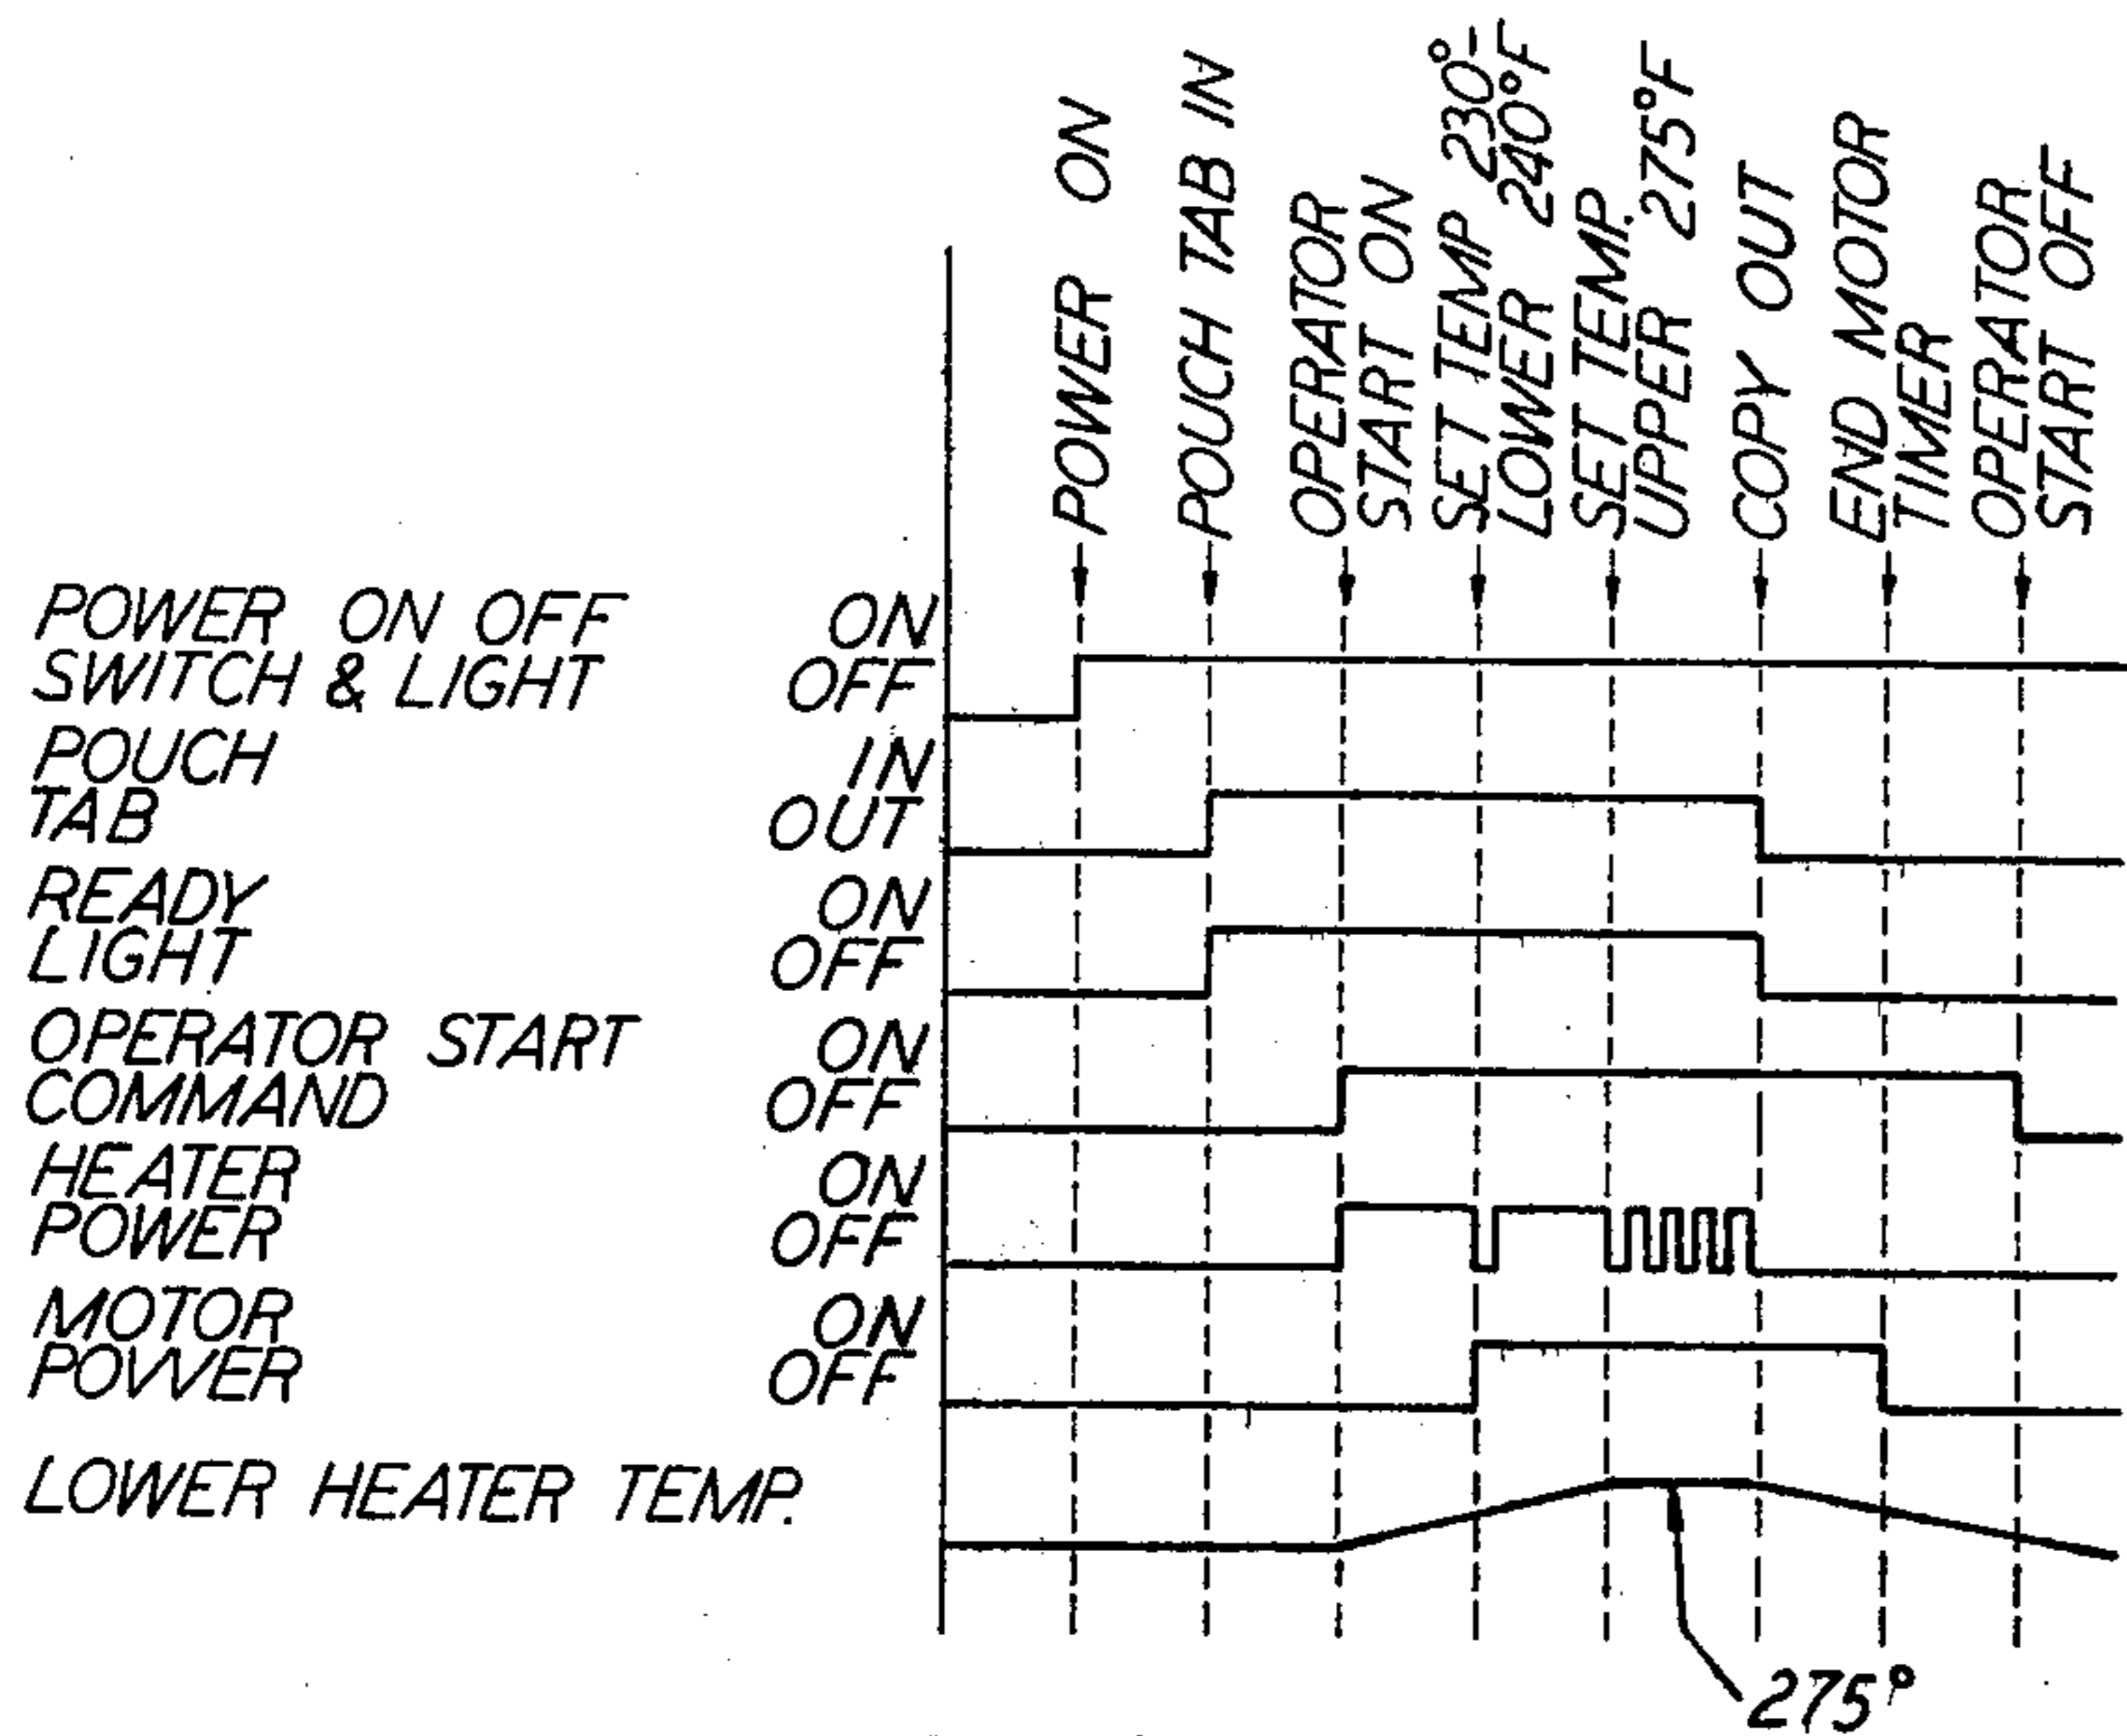 POWER ON
POUCH TAB IN
OPERATOR
START ON
SET TEMP 230°-
LOWER 240°F
SET TEMP.
UPPER 275°F
COPY OUT
END MOTOR
TIMER
OPERATOR
START OFF
POWER ON OFF ON
SWITCH & LIGHT OFF
POUCH IN
TAB OUT
READY ON
LIGHT OFF
OPERATOR START ON
COMMAND OFF
HEATER ON
POWER OFF
MOTOR ON
POWER OFF
LOWER HEATER TEMP.
275°